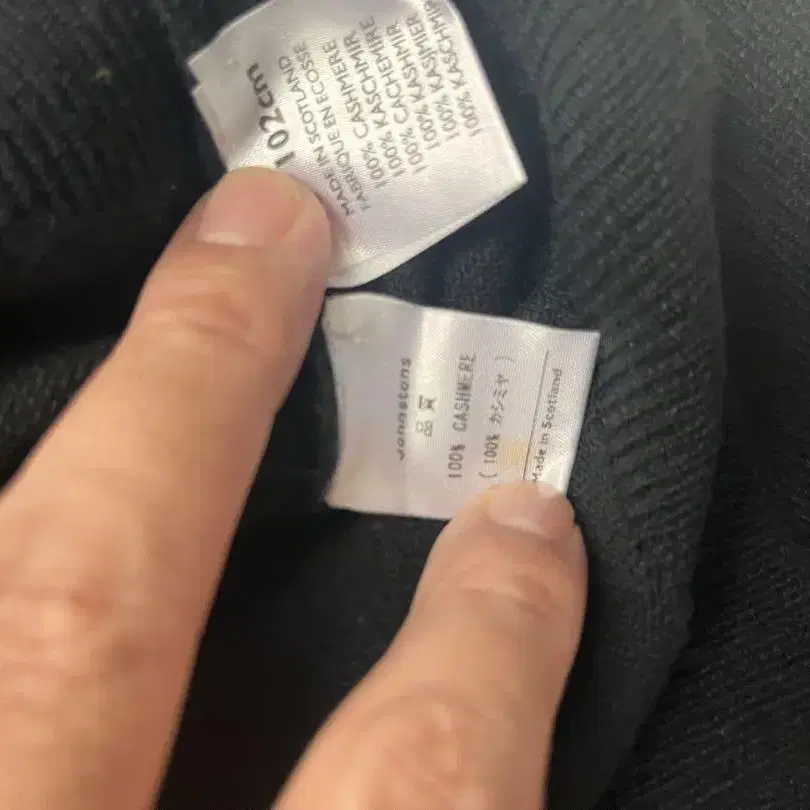 102cm
MADE IN SCOTLAND
FABRIQUE EN ECOSSE
100% CASHMERE
100% KASCHMIR
100% CACHEMIRE
100% KASHMIR
100% KASJMIER
100% KASCHMIR
Johnstons
品質
100% CASHMERE
( 100% カシミヤ )
Made in Scotland